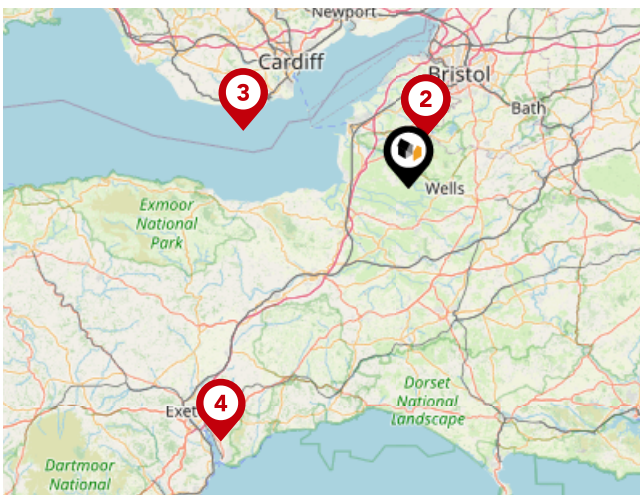 Newport
Cardiff
Bristol
3
2
Bath
Wells
Exmoor
National
Park
4
Exet
Dorset
National
Landscape
Dartmoor
National